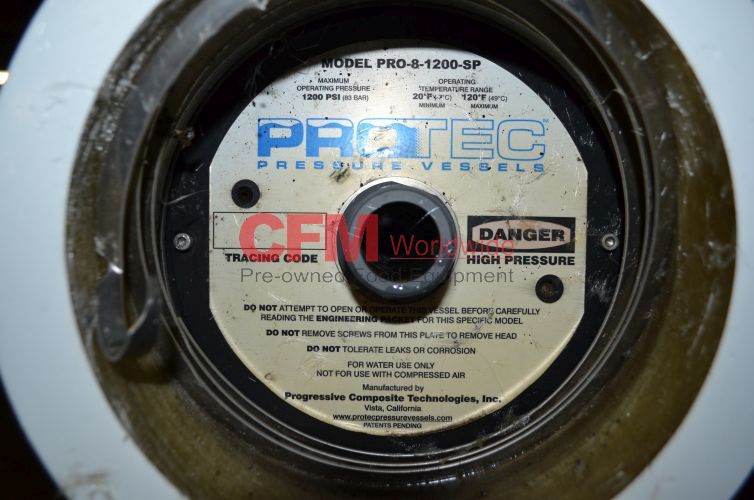 MODEL PRO-8-1200-SP
MAXIMUM
OPERATING PRESSURE
1200 PSI (83 BAR)
OPERATING
TEMPERATURE RANGE
20°F (-7°C) 120°F (49°C)
MINIMUM MAXIMUM
PROTEC™
PRESSURE VESSELS
CFM Worldwide
Pre-owned Food Equipment
TRACING CODE
DANGER
HIGH PRESSURE
DO NOT ATTEMPT TO OPEN OR OPERATE THIS VESSEL BEFORE CAREFULLY
READING THE ENGINEERING PACKET FOR THIS SPECIFIC MODEL
DO NOT REMOVE SCREWS FROM THIS PLATE TO REMOVE HEAD
DO NOT TOLERATE LEAKS OR CORROSION
FOR WATER USE ONLY
NOT FOR USE WITH COMPRESSED AIR
Manufactured by
Progressive Composite Technologies, Inc.
Vista, California
www.protecpressurevessels.com
PATENTS PENDING